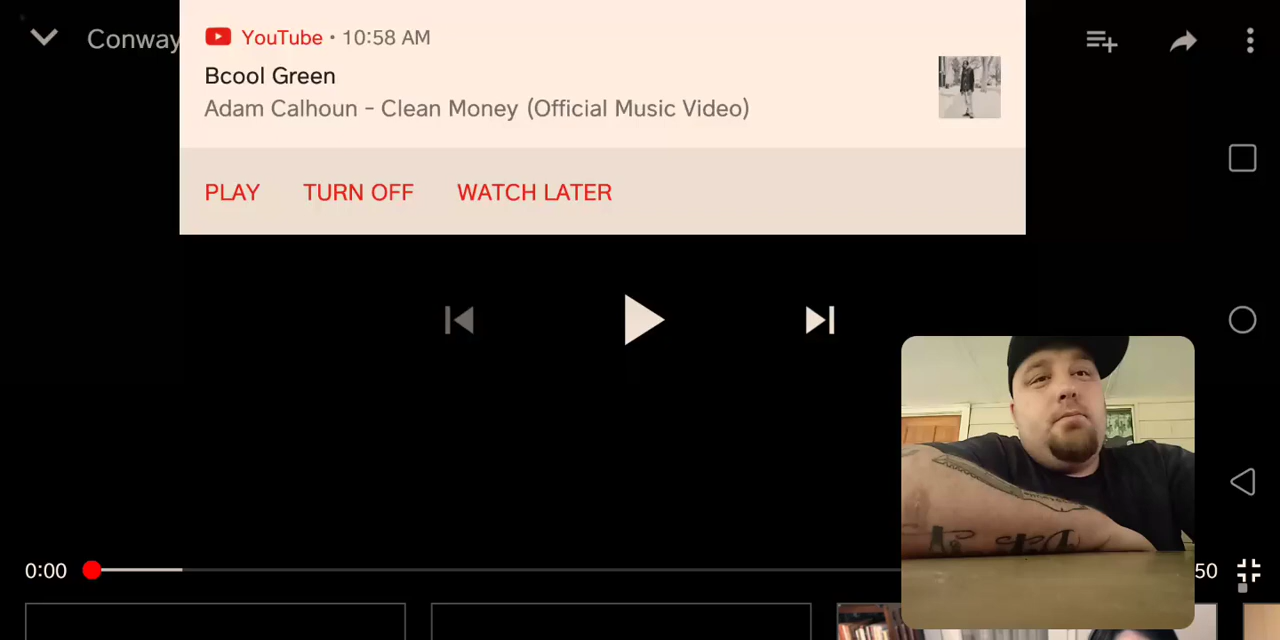 Conway
YouTube • 10:58 AM
Bcool Green
Adam Calhoun - Clean Money (Official Music Video)
PLAY TURN OFF WATCH LATER
0:00
50